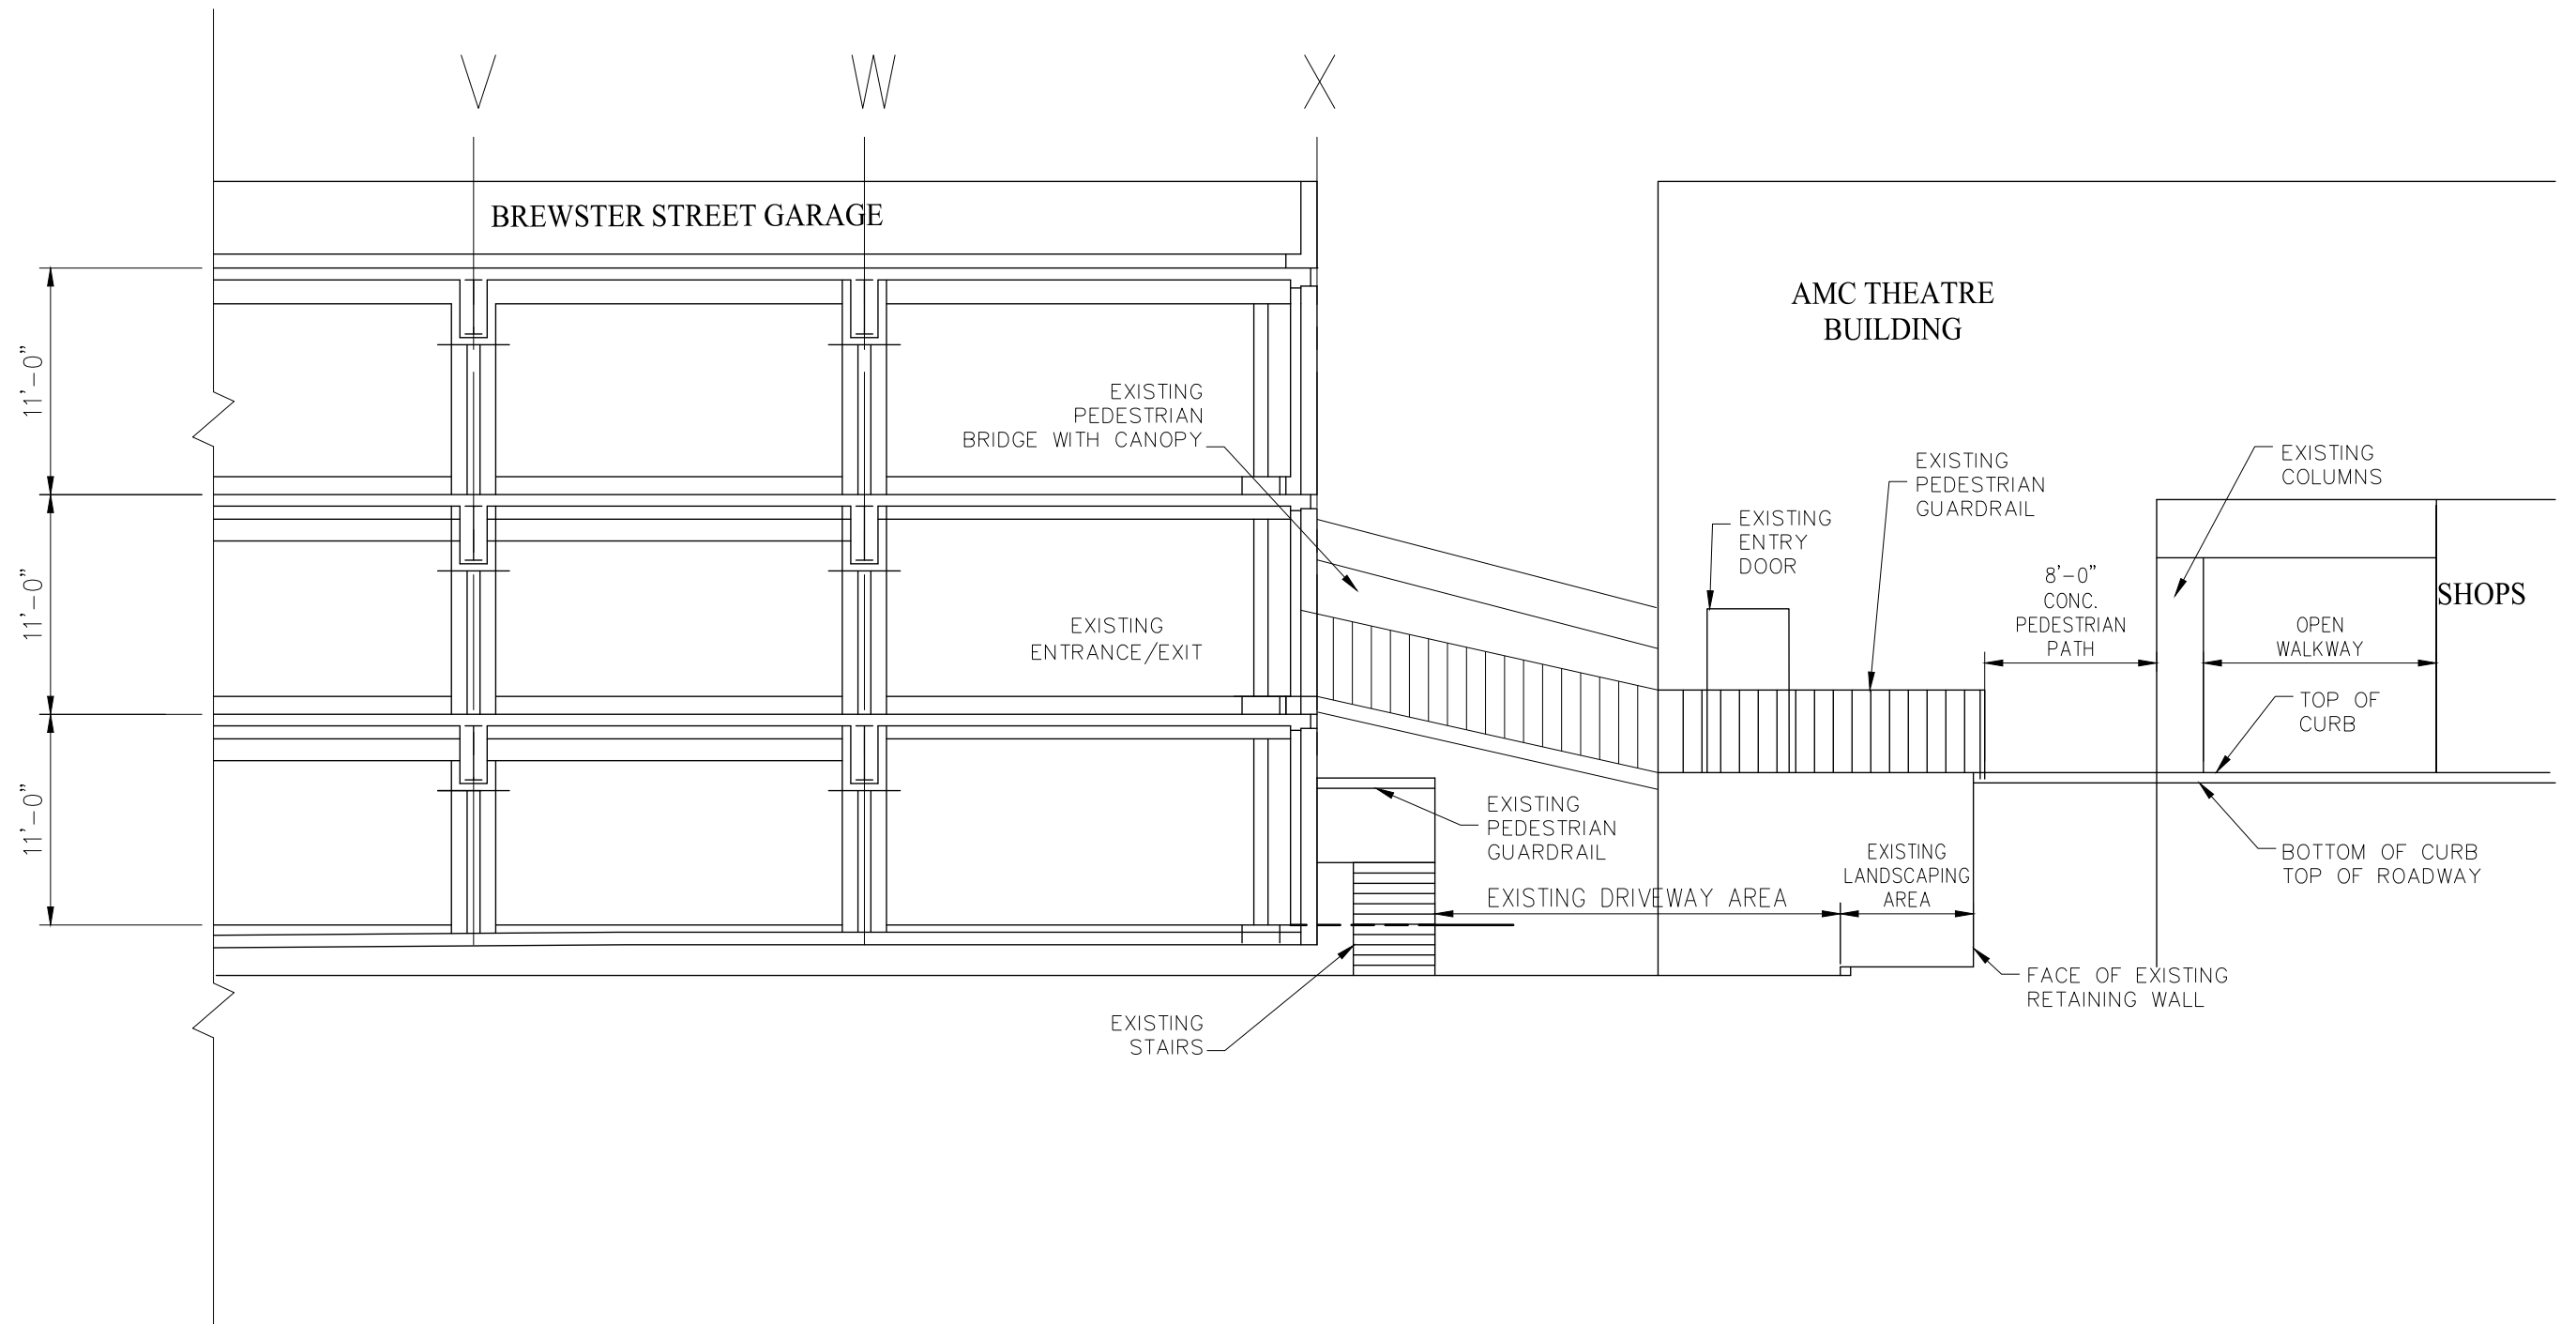 V
W
X
BREWSTER STREET GARAGE
AMC THEATRE
BUILDING
11'-0"
11'-0"
11'-0"
EXISTING
PEDESTRIAN
BRIDGE WITH CANOPY
EXISTING
ENTRANCE/EXIT
EXISTING
ENTRY
DOOR
EXISTING
PEDESTRIAN
GUARDRAIL
EXISTING
COLUMNS
8'-0"
CONC.
PEDESTRIAN
PATH
OPEN
WALKWAY
SHOPS
TOP OF
CURB
EXISTING
PEDESTRIAN
GUARDRAIL
EXISTING DRIVEWAY AREA
EXISTING
LANDSCAPING
AREA
BOTTOM OF CURB
TOP OF ROADWAY
FACE OF EXISTING
RETAINING WALL
EXISTING
STAIRS